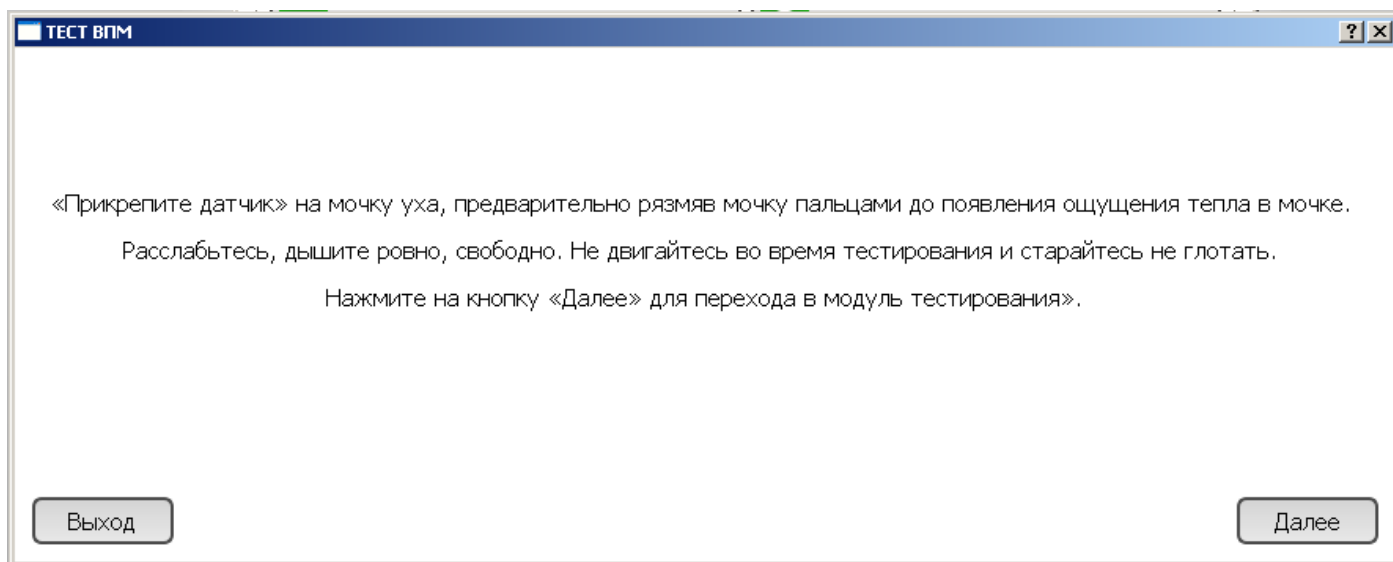 ТЕСТ ВПМ
«Прикрепите датчик» на мочку уха, предварительно рязмяв мочку пальцами до появления ощущения тепла в мочке.
Расслабьтесь, дышите ровно, свободно. Не двигайтесь во время тестирования и старайтесь не глотать.
Нажмите на кнопку «Далее» для перехода в модуль тестирования».
Выход
Далее